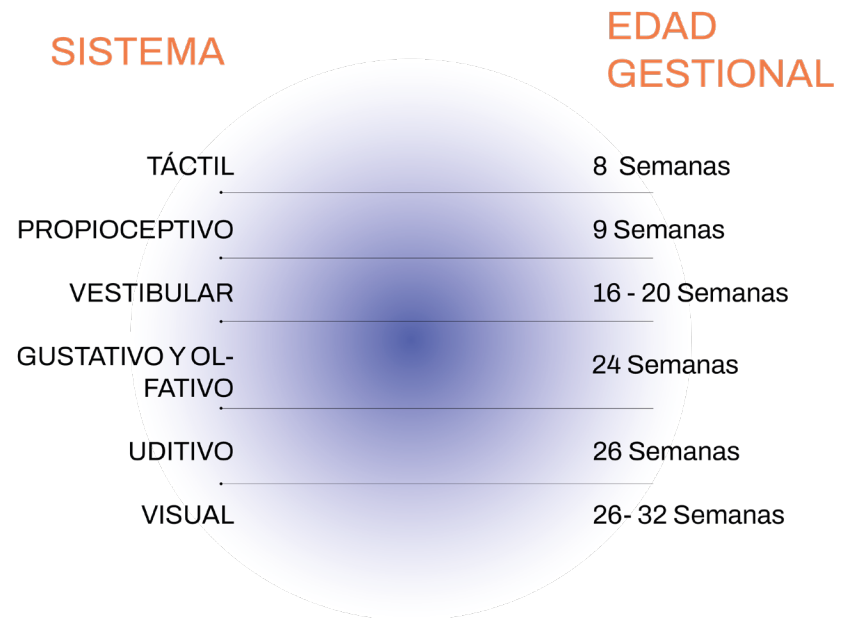 SISTEMA
EDAD
GESTIONAL
TÁCTIL
8 Semanas
PROPIOCEPTIVO
9 Semanas
VESTIBULAR
16 - 20 Semanas
GUSTATIVO Y OL-
FATIVO
24 Semanas
UDITIVO
26 Semanas
VISUAL
26- 32 Semanas